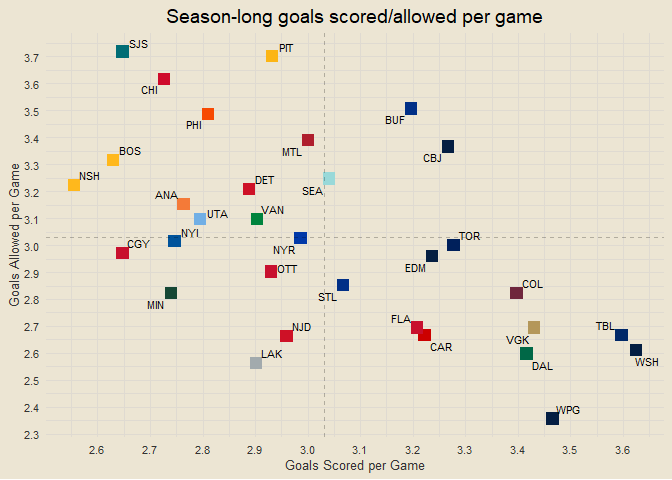 Season-long goals scored/allowed per game
SJS
PIT
3.7
CHI
3.6
BUF
3.5
PHI
3.4
MTL
CBJ
BOS
3.3
NSH
SEA
DET
3.2
ANA
UTA
VAN
3.1
NYI
NYR
TOR
3.0
CGY
EDM
OTT
2.9
STL
COL
2.8
MIN
FLA
VGK
TBL
2.7
NJD
CAR
WSH
2.6
LAK
DAL
2.5
WPG
2.4
2.3
Goals Allowed per Game
2.6 2.7 2.8 2.9 3.0 3.1 3.2 3.3 3.4 3.5 3.6
Goals Scored per Game